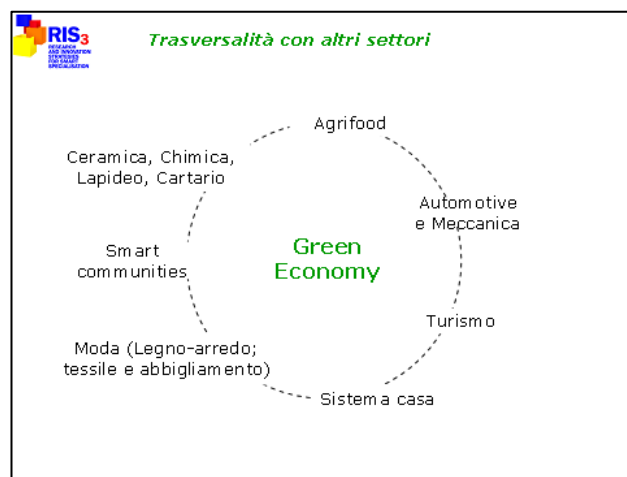 RIS3
RESEARCH
AND INNOVATION
STRATEGIES
FOR SMART
SPECIALISATION
Trasversalità con altri settori
Agrifood
Ceramica, Chimica,
Lapideo, Cartario
Automotive
e Meccanica
Smart
communities
Green
Economy
Turismo
Moda (Legno-arredo;
tessile e abbigliamento)
Sistema casa